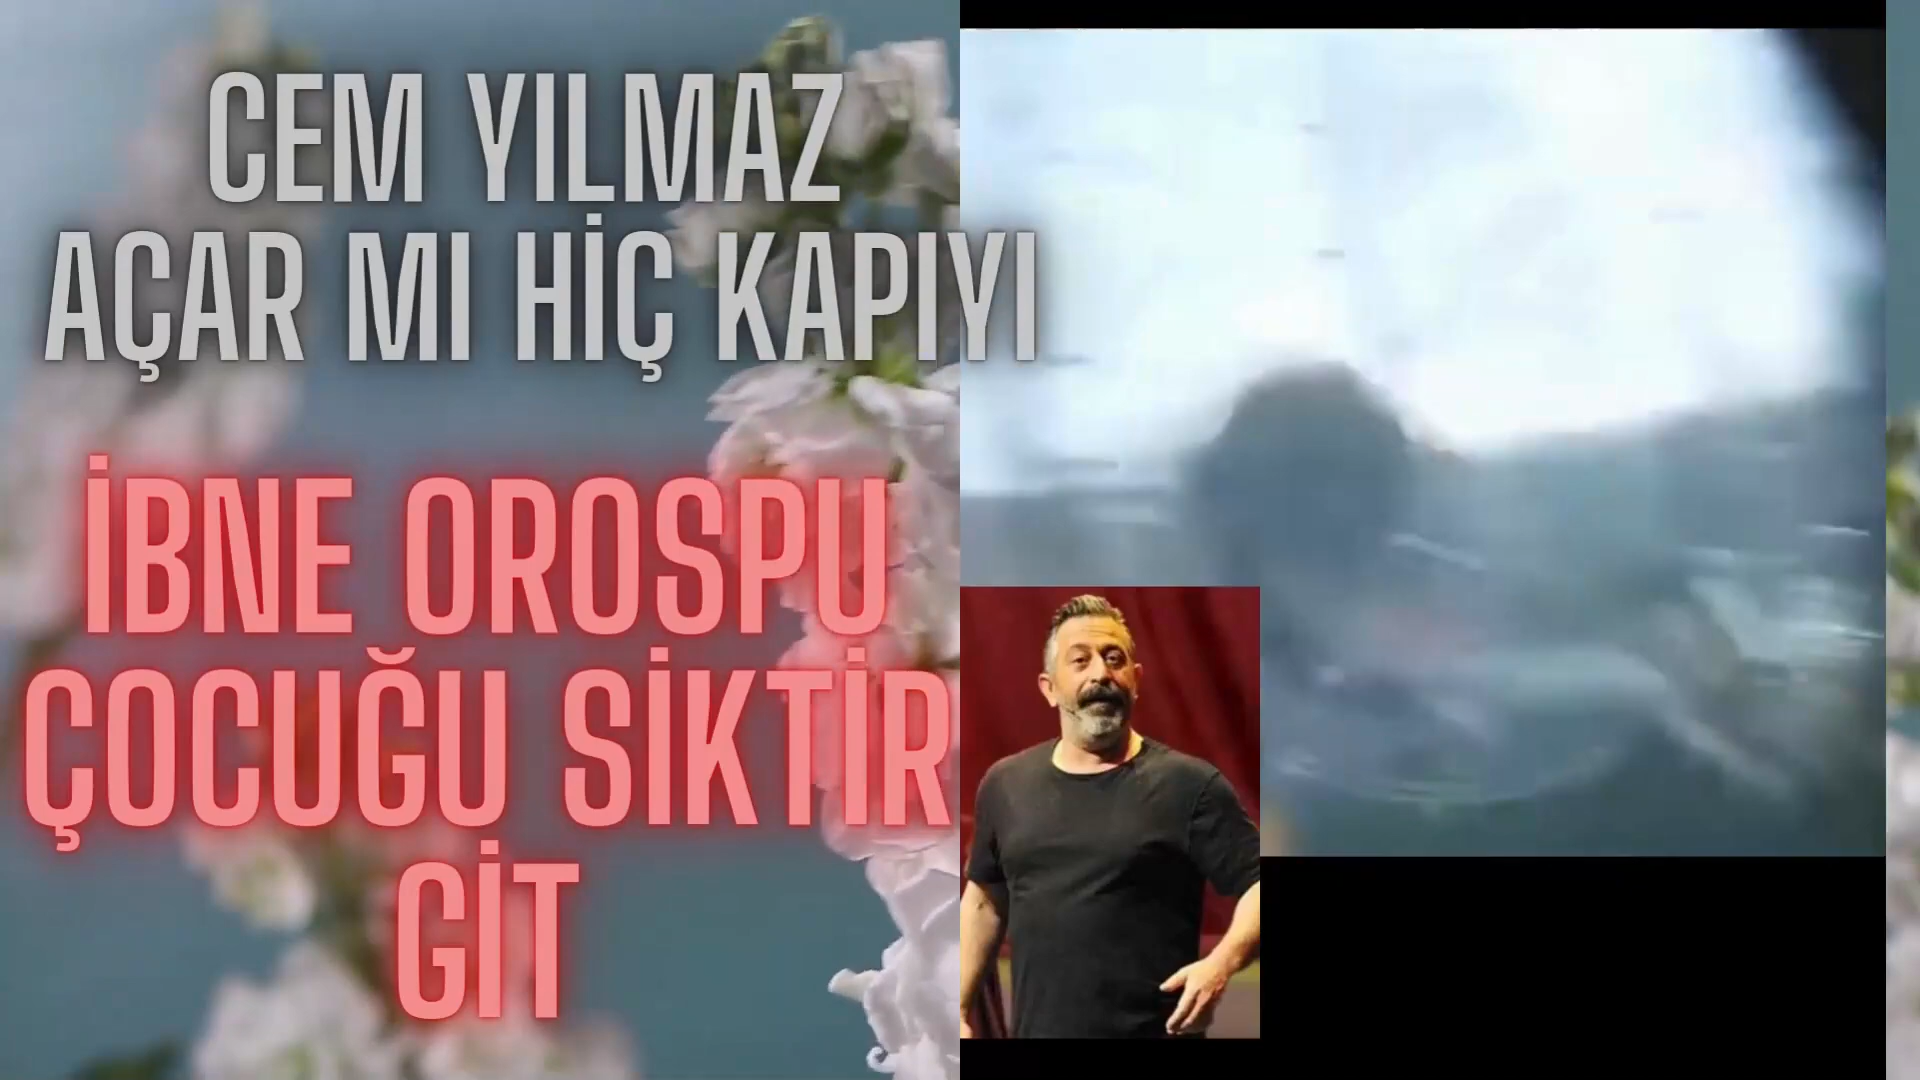 CEM YILMAZ
AÇAR MI HİÇ KAPIYI
İBNE OROSPU
ÇOCUĞU SİKTİR
GİT